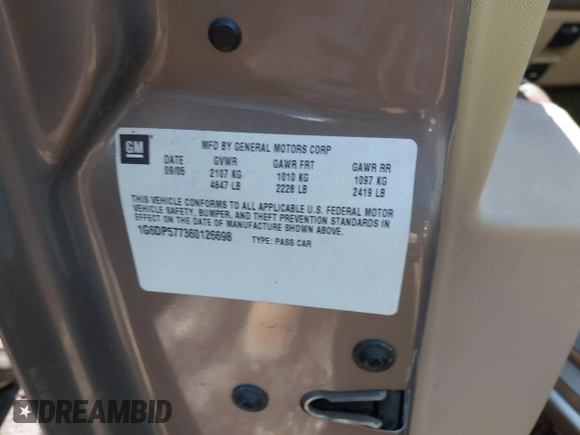 GM
MFD BY GENERAL MOTORS CORP
DATE GVWR GAWR FRT GAWR RR
09/05 2107 KG 1010 KG 1097 KG
4647 LB 2228 LB 2419 LB
THIS VEHICLE CONFORMS TO ALL APPLICABLE U.S. FEDERAL MOTOR
VEHICLE SAFETY, BUMPER, AND THEFT PREVENTION STANDARDS IN
EFFECT ON THE DATE OF MANUFACTURE SHOWN ABOVE.
1G6DP577360126698 TYPE: PASS CAR
DREAMBID